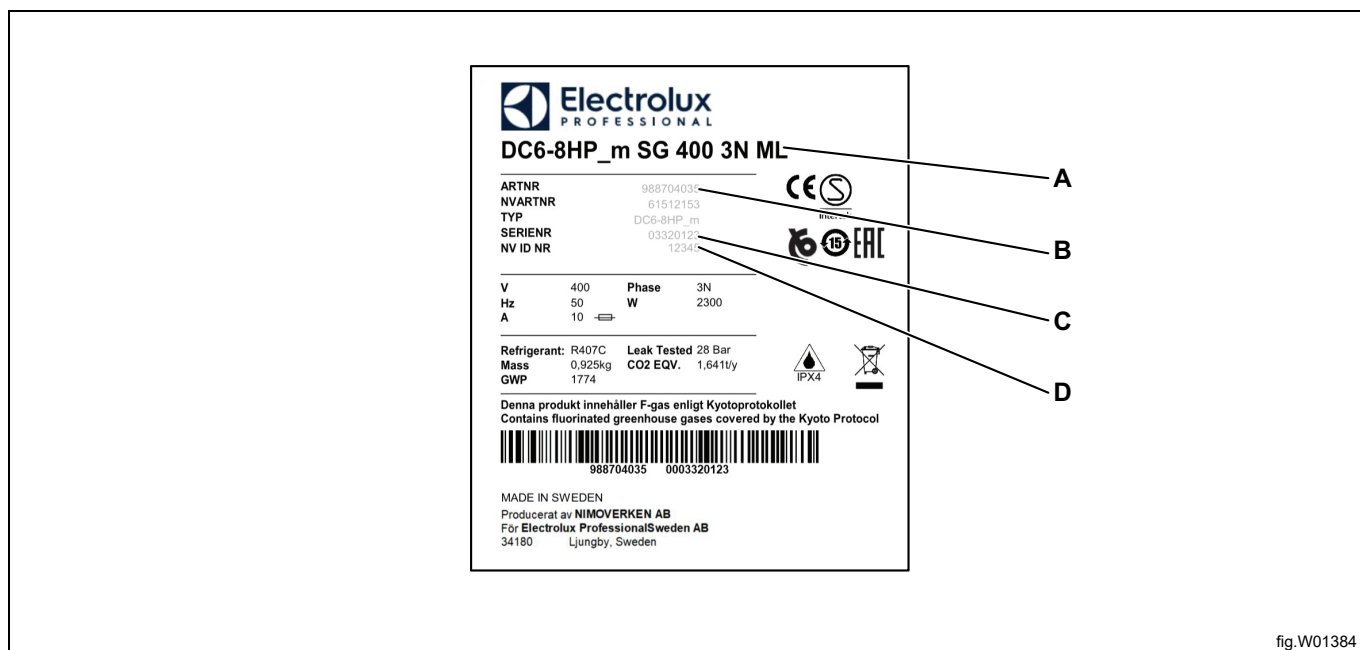 Electrolux
PROFESSIONAL
DC6-8HP_m SG 400 3N ML
A
ARTNR 988704035
NVARTNR 61512153
TYP DC6-8HP_m
SERIENR 03320123
NV ID NR 12345
CE S
Intertek
15 EAC
B
C
D
V 400 Phase 3N
Hz 50 W 2300
A 10
Refrigerant: R407C Leak Tested 28 Bar
Mass 0,925kg CO2 EQV. 1,641t/y
GWP 1774
IPX4
Denna produkt innehåller F-gas enligt Kyotoprotokollet
Contains fluorinated greenhouse gases covered by the Kyoto Protocol
988704035 0003320123
MADE IN SWEDEN
Producerat av NIMOVERKEN AB
För Electrolux ProfessionalSweden AB
34180 Ljungby, Sweden
fig.W01384